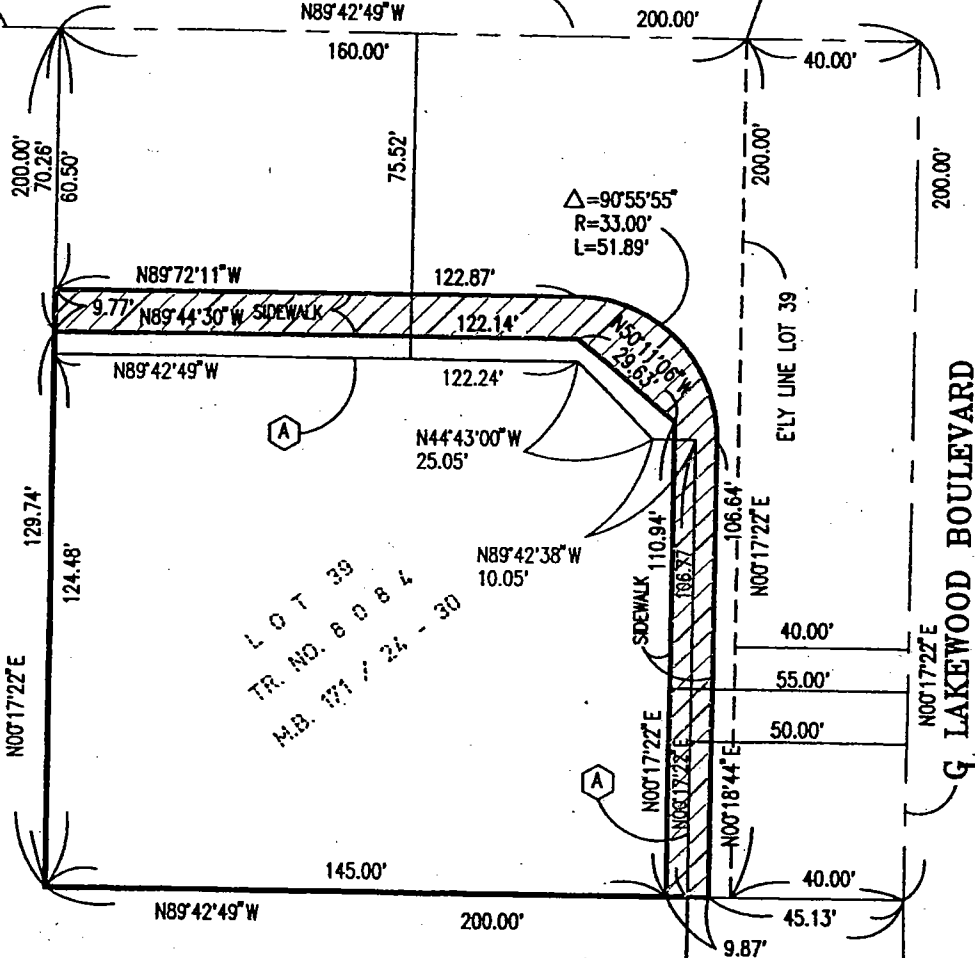 N89°42'49"W
200.00'
160.00'
40.00'
200.00'
70.26'
60.50'
75.52'
200.00'
200.00'
△=90°55'55"
R=33.00'
L=51.89'
N89°72'11"W
122.87'
9.77'
N89°44'30"W
SIDEWALK
122.14'
N50°11'06"W
29.63'
E'LY LINE LOT 39
N89°42'49"W
122.24'
A
N44°43'00"W
25.05'
129.74'
124.48'
N89°42'38"W
10.05'
110.94'
106.77
106.64'
N00°17'22"E
SIDEWALK
LOT 39
TR. NO. 8084
M.B. 171 / 24 - 30
40.00'
55.00'
50.00'
N00°17'22"E
N00°17'22"E
N00°17'22"E
N00°18'44"E
N00°17'22"E
LAKEWOOD BOULEVARD
A
145.00'
40.00'
N89°42'49"W
200.00'
45.13'
9.87'